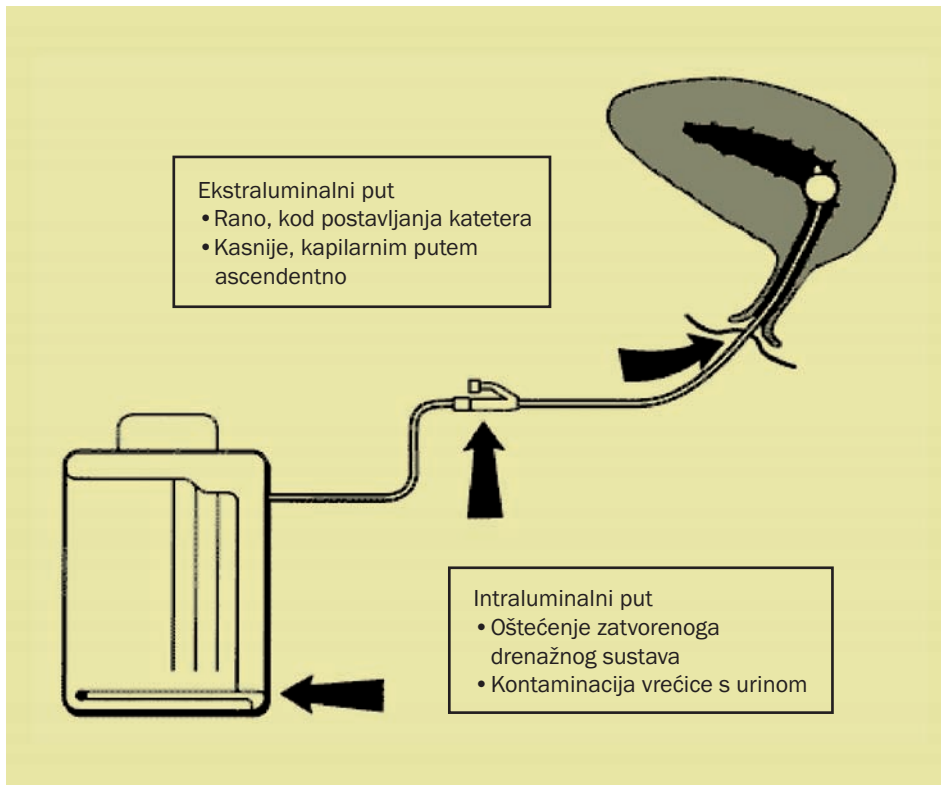 Ekstraluminalni put
•Rano, kod postavljanja katetera
•Kasnije, kapilarnim putem
ascendentno
Intraluminalni put
•Oštećenje zatvorenoga
drenažnog sustava
•Kontaminacija vrećice s urinom